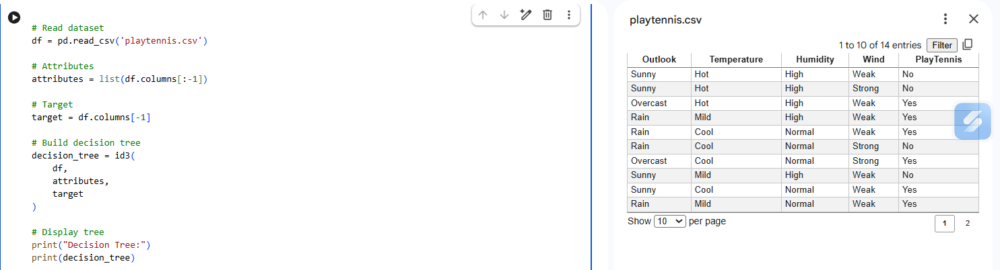 # Read dataset
df = pd.read_csv('playtennis.csv')
# Attributes
attributes = list(df.columns[:-1])
# Target
target = df.columns[-1]
# Build decision tree
decision_tree = id3(
    df,
    attributes,
    target
)
# Display tree
print("Decision Tree:")
print(decision_tree)
playtennis.csv
1 to 10 of 14 entries Filter
Outlook Temperature Humidity Wind PlayTennis
Sunny Hot High Weak No
Sunny Hot High Strong No
Overcast Hot High Weak Yes
Rain Mild High Weak Yes
Rain Cool Normal Weak Yes
Rain Cool Normal Strong No
Overcast Cool Normal Strong Yes
Sunny Mild High Weak No
Sunny Cool Normal Weak Yes
Rain Mild Normal Weak Yes
Show 10 per page 1 2